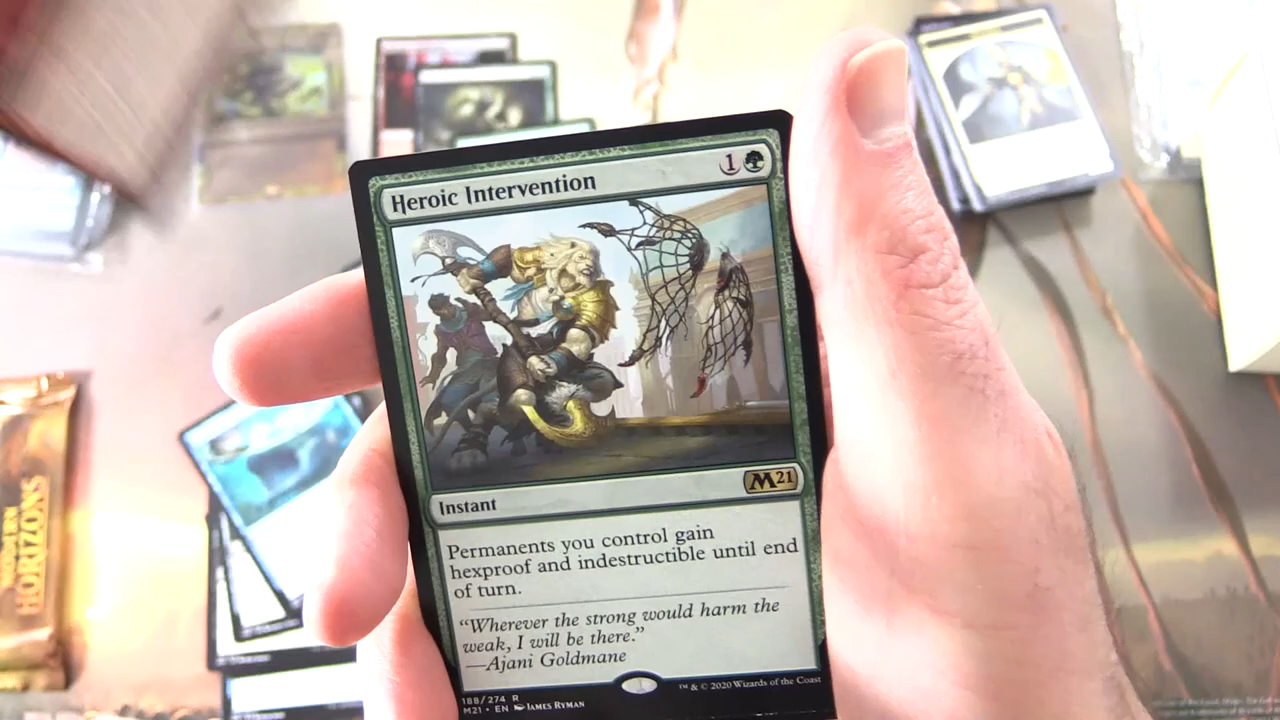 Heroic Intervention
1
Instant
M21
Permanents you control gain
hexproof and indestructible until end
of turn.
“Wherever the strong would harm the
weak, I will be there.”
—Ajani Goldmane
188/274 R
M21 • EN James Ryman
™ & © 2020 Wizards of the Coast
MODERN
HORIZONS